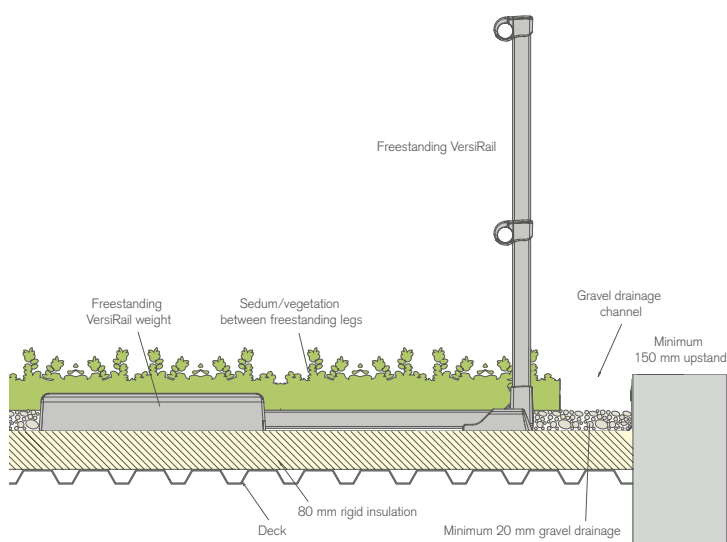 Freestanding VersiRail
Freestanding
VersiRail weight
Sedum/vegetation
between freestanding legs
Gravel drainage
channel
Minimum
150 mm upstand
80 mm rigid insulation
Deck
Minimum 20 mm gravel drainage